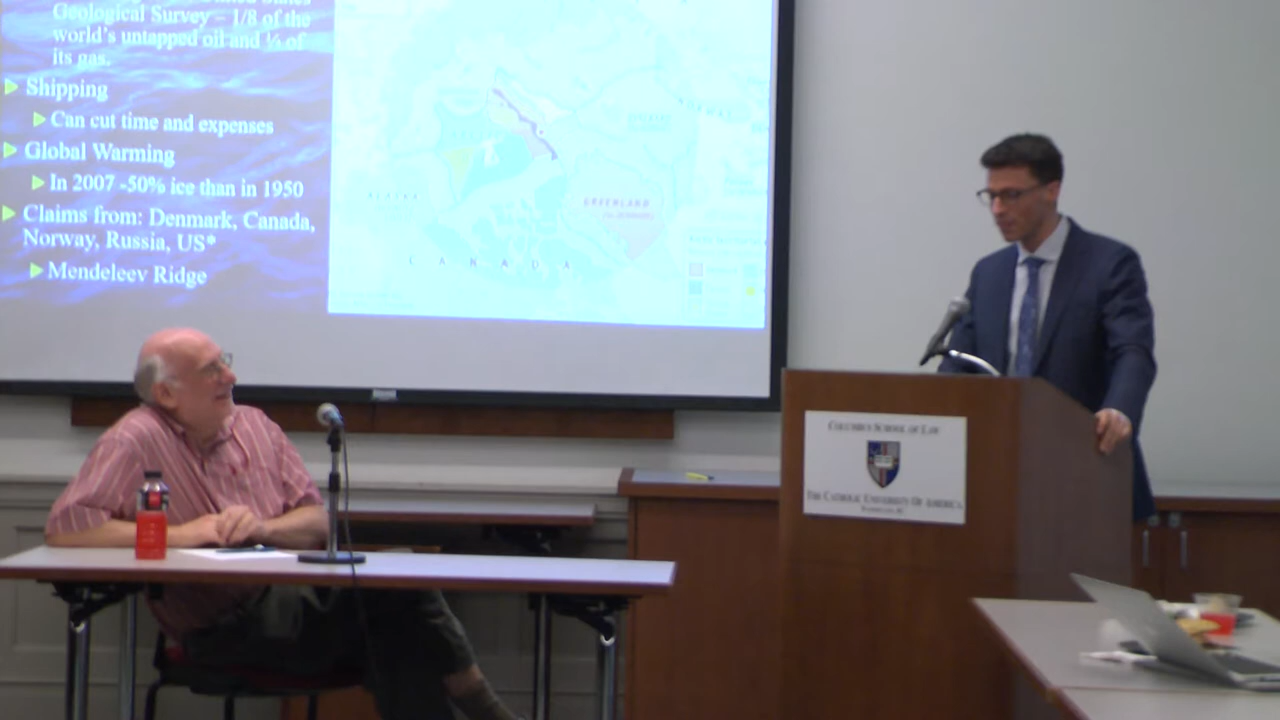 Geological Survey – 1/8 of the
world's untapped oil and ¼ of
its gas.
Shipping
Can cut time and expenses
Global Warming
In 2007 -50% ice than in 1950
Claims from: Denmark, Canada,
Norway, Russia, US*
Mendeleev Ridge
ALASKA
GREENLAND
CANADA
COLUMBUS SCHOOL OF LAW
THE CATHOLIC UNIVERSITY OF AMERICA